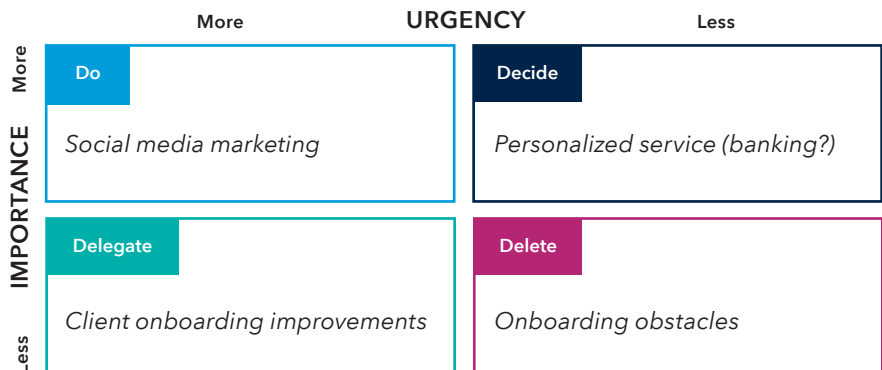 More URGENCY Less
More
IMPORTANCE
Less
Do
Social media marketing
Decide
Personalized service (banking?)
Delegate
Client onboarding improvements
Delete
Onboarding obstacles